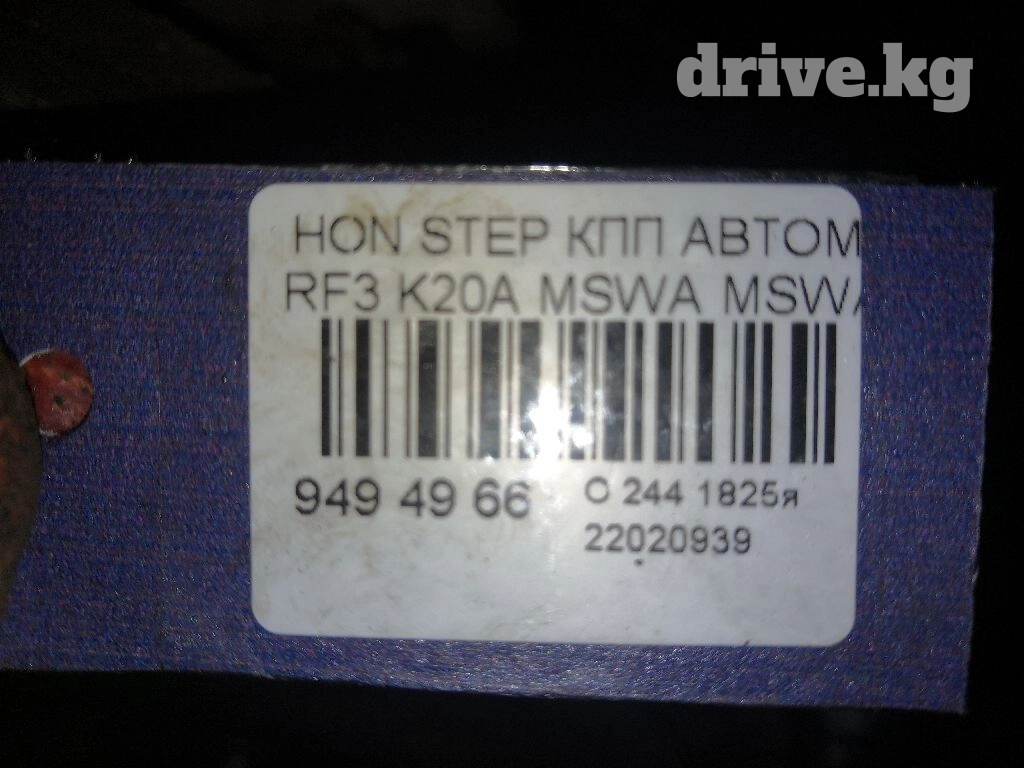 drive.kg
HON STEP КПП АВТОМ
RF3 K20A MSWA MSWA
949 49 66
О 244 1825я
22020939